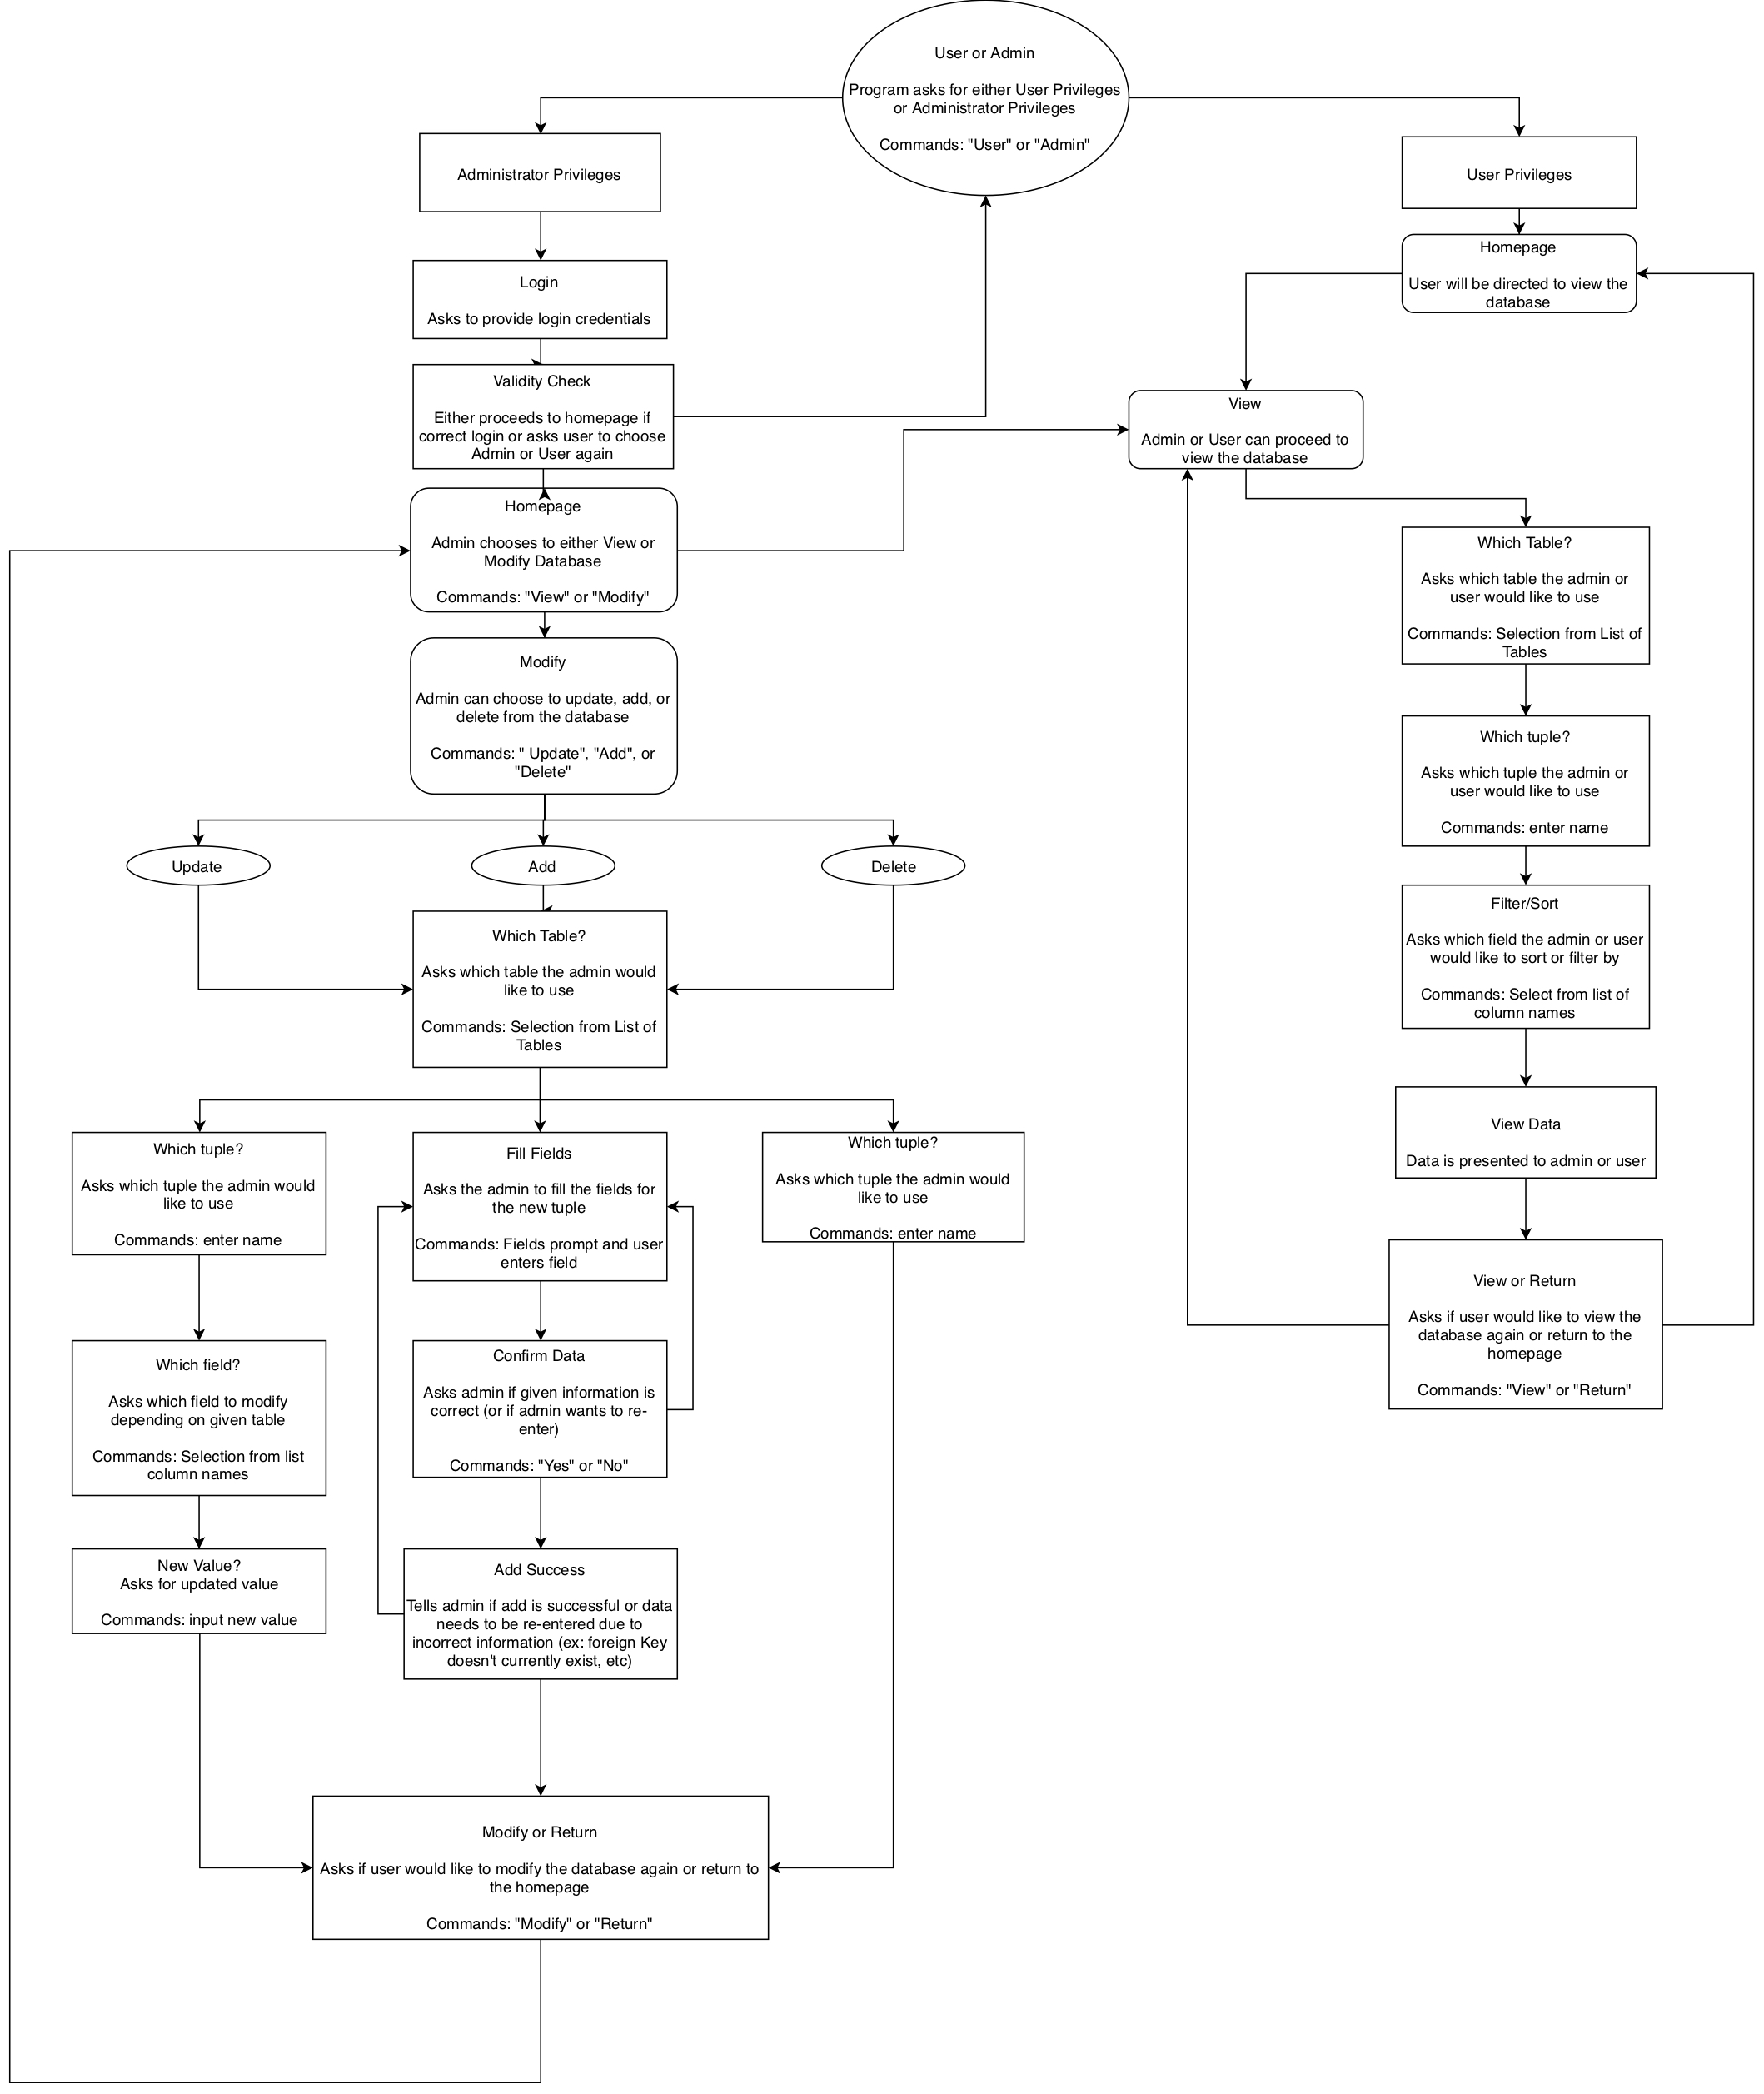 User or Admin
Program asks for either User Privileges
or Administrator Privileges
Commands: "User" or "Admin"
Administrator Privileges
User Privileges
Login
Asks to provide login credentials
Homepage
User will be directed to view the
database
Validity Check
Either proceeds to homepage if
correct login or asks user to choose
Admin or User again
View
Admin or User can proceed to
view the database
Homepage
Admin chooses to either View or
Modify Database
Commands: "View" or "Modify"
Which Table?
Asks which table the admin or
user would like to use
Commands: Selection from List of
Tables
Modify
Admin can choose to update, add, or
delete from the database
Commands: " Update", "Add", or
"Delete"
Which tuple?
Asks which tuple the admin or
user would like to use
Commands: enter name
Update
Add
Delete
Filter/Sort
Asks which field the admin or user
would like to sort or filter by
Commands: Select from list of
column names
Which Table?
Asks which table the admin would
like to use
Commands: Selection from List of
Tables
View Data
Data is presented to admin or user
Which tuple?
Asks which tuple the admin would
like to use
Commands: enter name
Fill Fields
Asks the admin to fill the fields for
the new tuple
Commands: Fields prompt and user
enters field
Which tuple?
Asks which tuple the admin would
like to use
Commands: enter name
View or Return
Asks if user would like to view the
database again or return to the
homepage
Commands: "View" or "Return"
Which field?
Asks which field to modify
depending on given table
Commands: Selection from list
column names
Confirm Data
Asks admin if given information is
correct (or if admin wants to re-
enter)
Commands: "Yes" or "No"
New Value?
Asks for updated value
Commands: input new value
Add Success
Tells admin if add is successful or data
needs to be re-entered due to
incorrect information (ex: foreign Key
doesn't currently exist, etc)
Modify or Return
Asks if user would like to modify the database again or return to
the homepage
Commands: "Modify" or "Return"